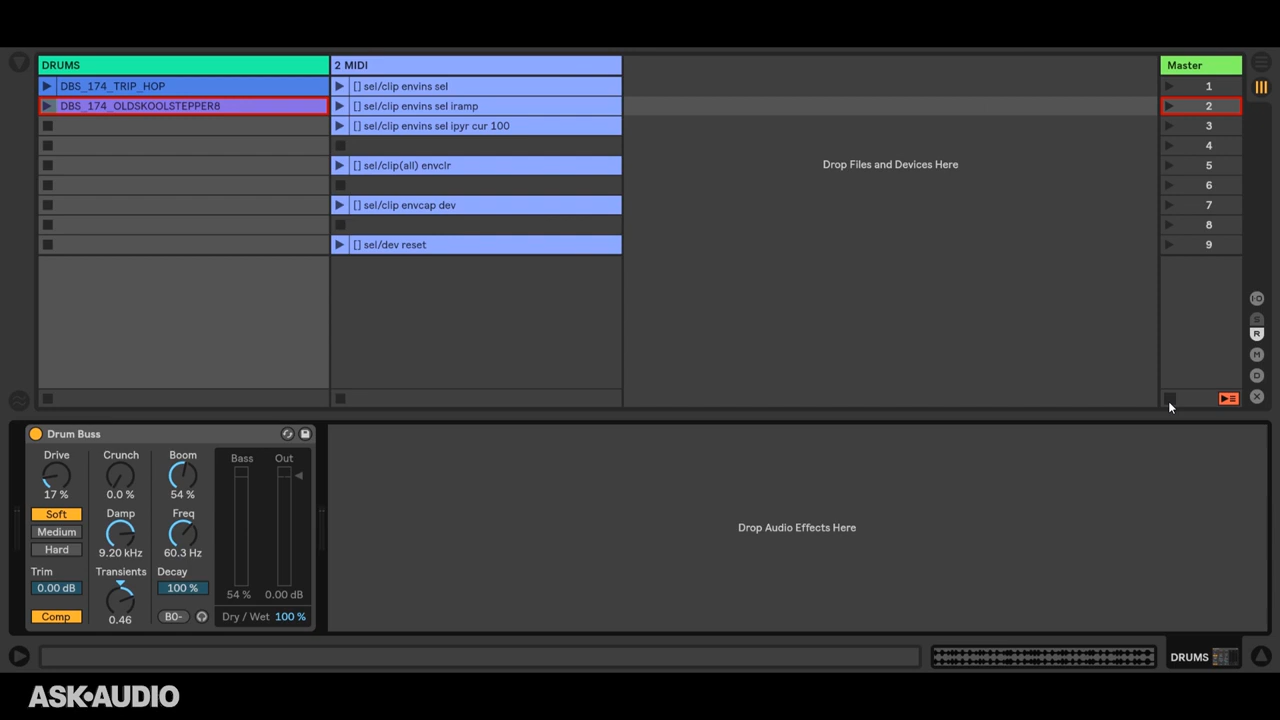 DRUMS
2 MIDI
Master
DBS_174_TRIP_HOP
[] sel/clip envins sel
1
DBS_174_OLDSKOOLSTEPPER8
[] sel/clip envins sel iramp
2
[] sel/clip envins sel ipyr cur 100
3
4
Drop Files and Devices Here
[] sel/clip(all) envclr
5
6
[] sel/clip envcap dev
7
8
[] sel/dev reset
9
IO
S
R
M
D
X
Drum Buss
Drive
Crunch
Boom
Bass
Out
17 %
0.0 %
54 %
Soft
Damp
Freq
Medium
Hard
9.20 kHz
60.3 Hz
Trim
Transients
Decay
0.00 dB
100 %
54 %
0.00 dB
Comp
0.46
B0-
Dry / Wet 100 %
Drop Audio Effects Here
DRUMS
ASK•AUDIO